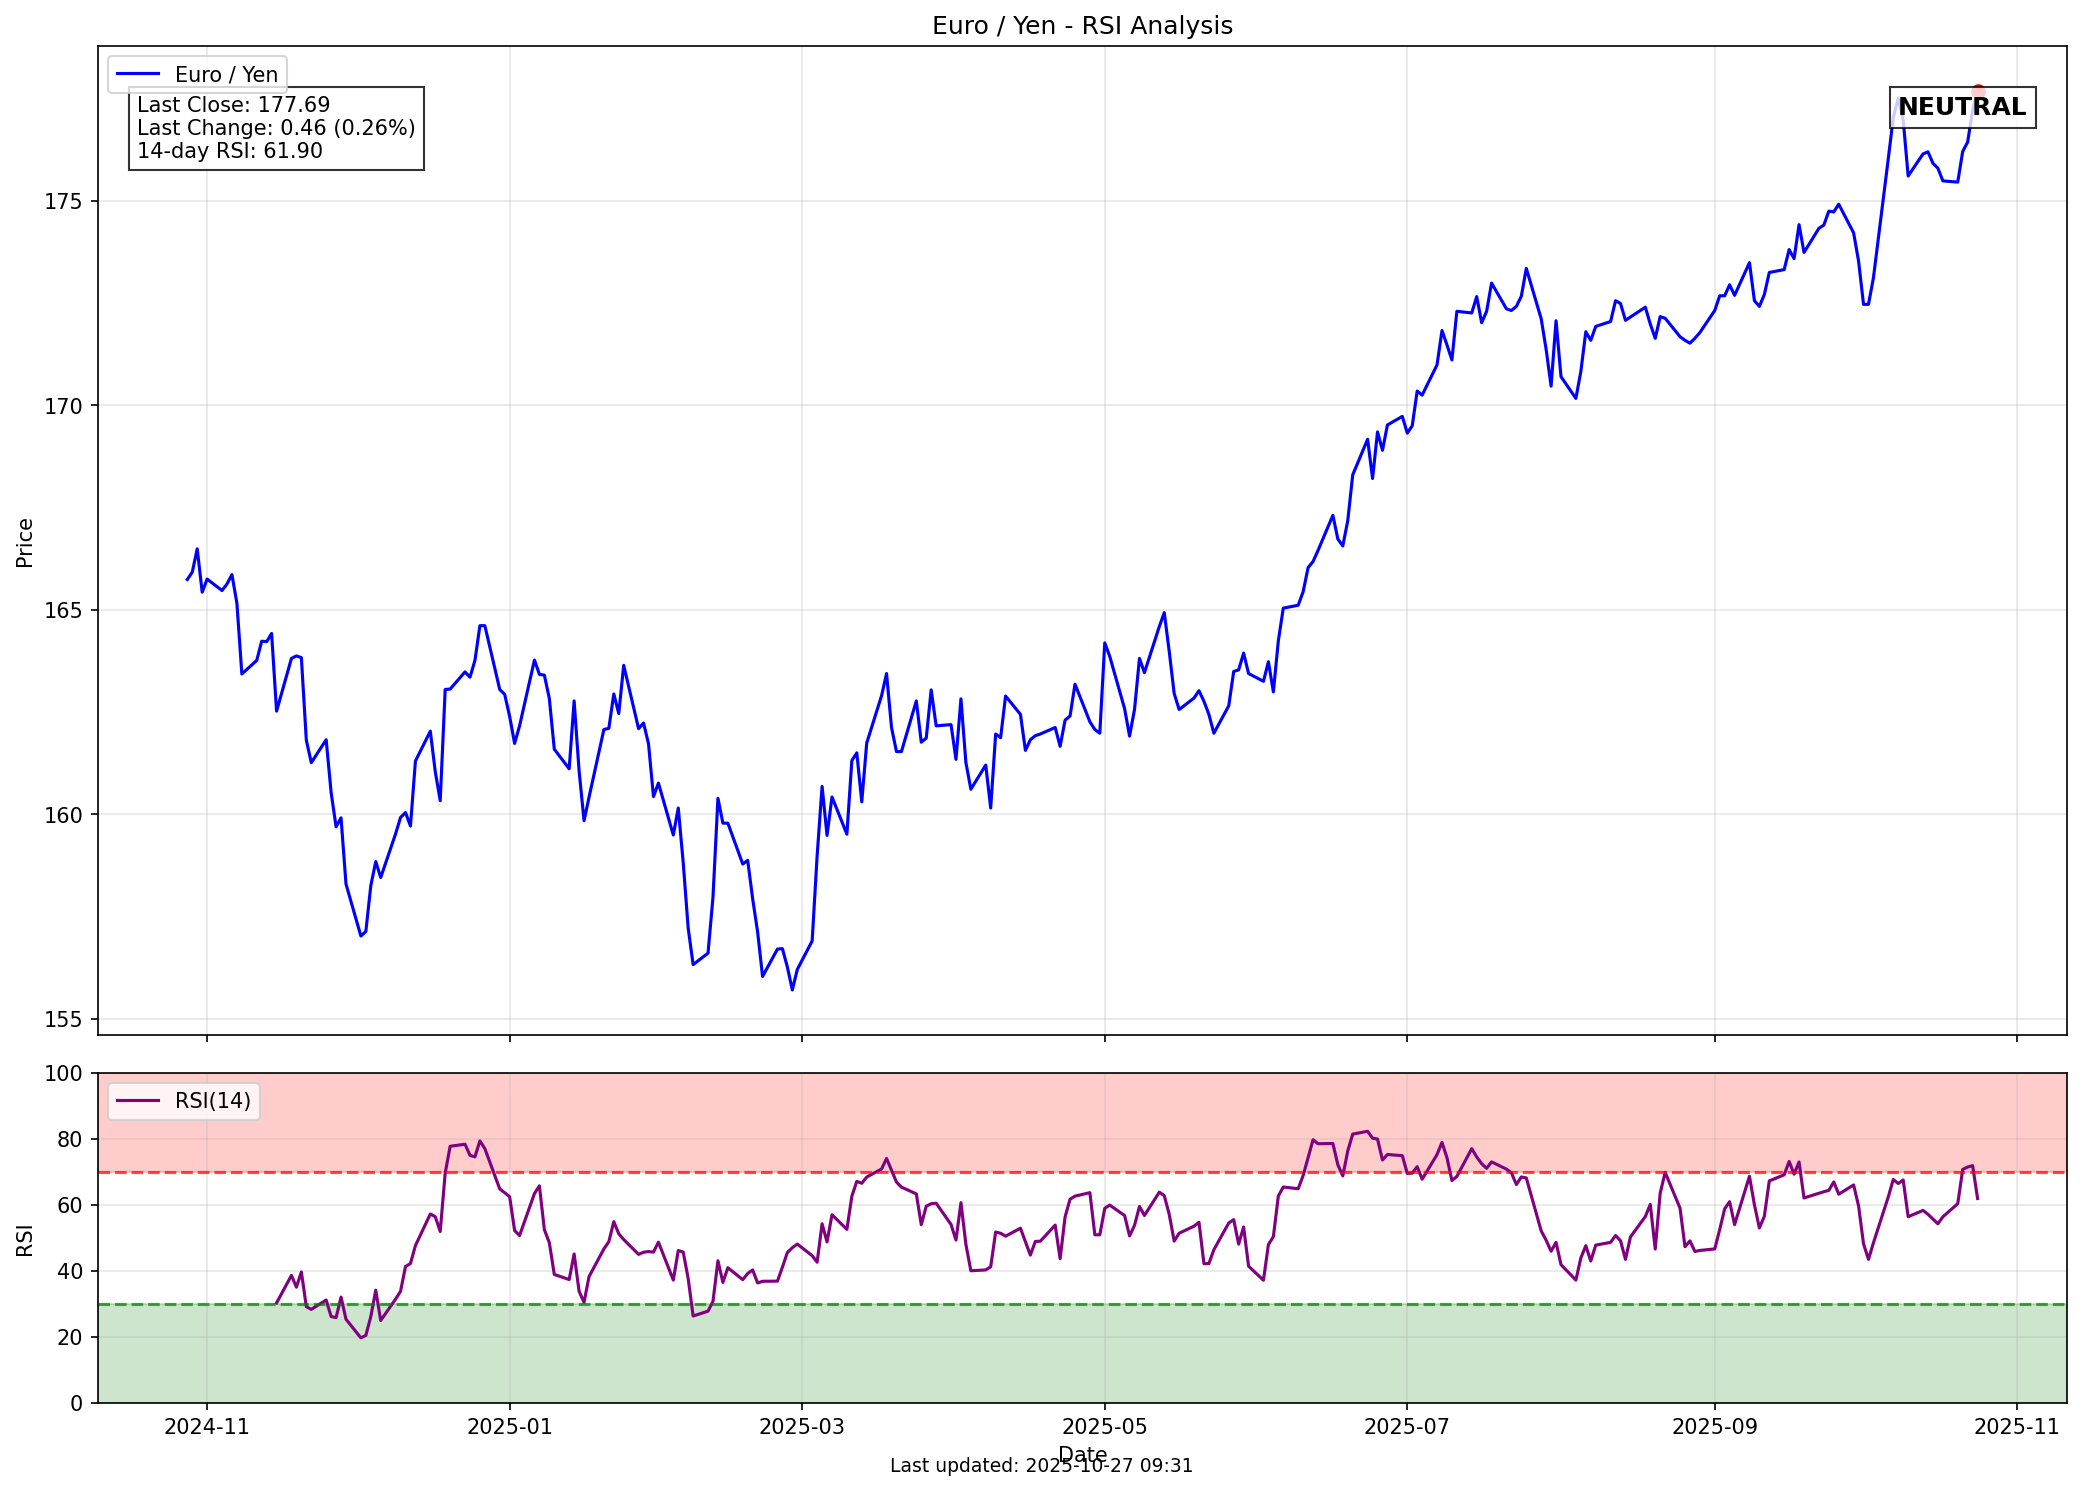 Euro / Yen - RSI Analysis
Euro / Yen
Last Close: 177.69
Last Change: 0.46 (0.26%)
14-day RSI: 61.90
NEUTRAL
175
170
165
160
155
Price
100
80
60
40
20
0
RSI
RSI(14)
2024-11 2025-01 2025-03 2025-05 2025-07 2025-09 2025-11
Date
Last updated: 2025-10-27 09:31